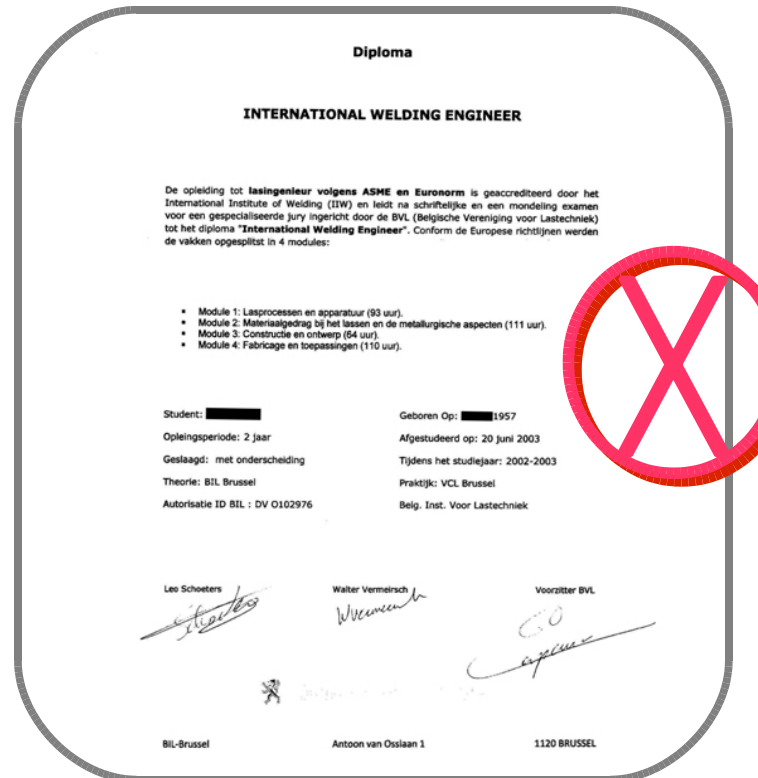 Diploma
INTERNATIONAL WELDING ENGINEER
De opleiding tot lasingenieur volgens ASME en Euronorm is geaccrediteerd door het
International Institute of Welding (IIW) en leidt na schriftelijke en een mondeling examen
voor een gespecialiseerde jury ingericht door de BVL (Belgische Vereniging voor Lastechniek)
tot het diploma "International Welding Engineer". Conform de Europese richtlijnen werden
de vakken opgesplitst in 4 modules:
Module 1: Lasprocessen en apparatuur (93 uur).
Module 2: Materiaalgedrag bij het lassen en de metallurgische aspecten (111 uur).
Module 3: Constructie en ontwerp (64 uur).
Module 4: Fabricage en toepassingen (110 uur).
Student:
Geboren Op: 1957
Opleingsperiode: 2 jaar
Afgestudeerd op: 20 juni 2003
Geslaagd: met onderscheiding
Tijdens het studiejaar: 2002-2003
Theorie: BIL Brussel
Praktijk: VCL Brussel
Autorisatie ID BIL : DV O102976
Belg. Inst. Voor Lastechniek
Leo Schoeters
Walter Vermeirsch
Voorzitter BVL
BIL-Brussel
Antoon van Osslaan 1
1120 BRUSSEL